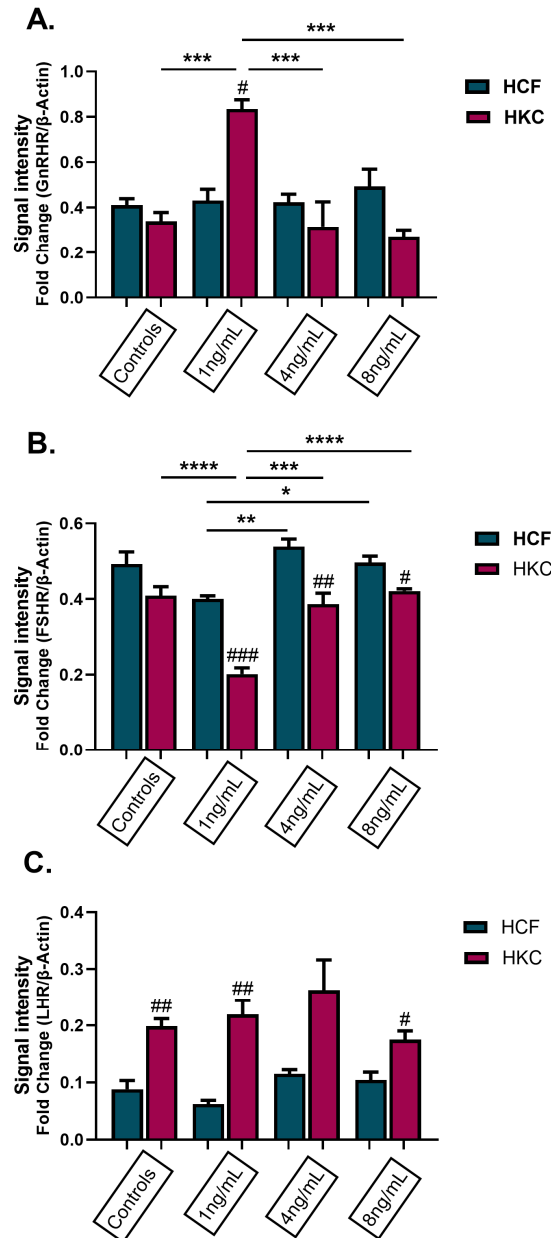 A.
***
***
***
#
Signal intensity
Fold Change (GnRHR/β-Actin)
1.0
0.8
0.6
0.4
0.2
0.0
HCF
HKC
Controls
1ng/mL
4ng/mL
8ng/mL
B.
****
****
***
*
**
###
##
#
Signal intensity
Fold Change (FSHR/β-Actin)
0.6
0.4
0.2
0.0
HCF
HKC
Controls
1ng/mL
4ng/mL
8ng/mL
C.
##
##
#
Signal intensity
Fold Change (LHR/β-Actin)
0.4
0.3
0.2
0.1
0.0
HCF
HKC
Controls
1ng/mL
4ng/mL
8ng/mL